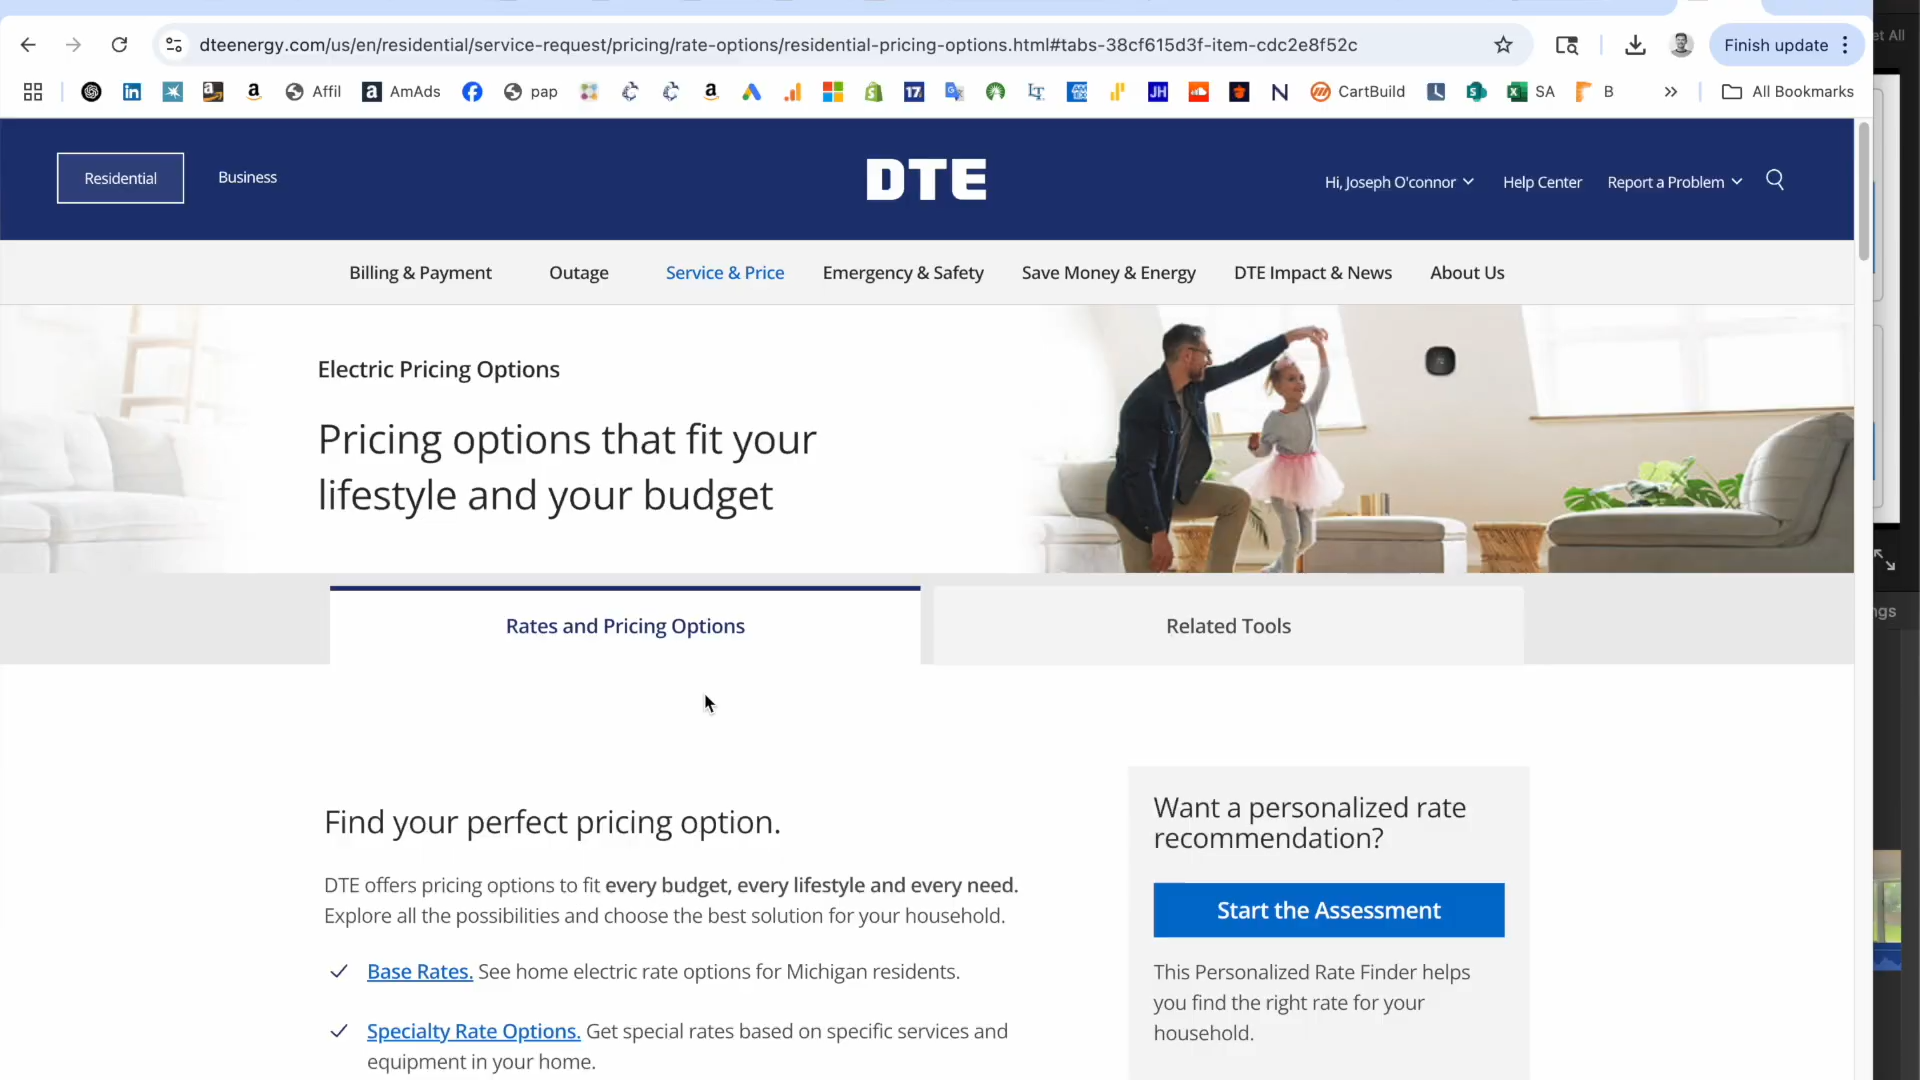 et All
dteenergy.com/us/en/residential/service-request/pricing/rate-options/residential-pricing-options.html#tabs-38cf615d3f-item-cdc2e8f52c
Finish update
Affil
AmAds
pap
CartBuild
SA
B
All Bookmarks
Residential
Business
DTE
Hi, Joseph O'connor
Help Center
Report a Problem
Billing & Payment
Outage
Service & Price
Emergency & Safety
Save Money & Energy
DTE Impact & News
About Us
Electric Pricing Options
Pricing options that fit your
lifestyle and your budget
ngs
Rates and Pricing Options
Related Tools
Find your perfect pricing option.
DTE offers pricing options to fit every budget, every lifestyle and every need.
Explore all the possibilities and choose the best solution for your household.
Base Rates. See home electric rate options for Michigan residents.
Specialty Rate Options. Get special rates based on specific services and
equipment in your home.
Want a personalized rate
recommendation?
Start the Assessment
This Personalized Rate Finder helps
you find the right rate for your
household.